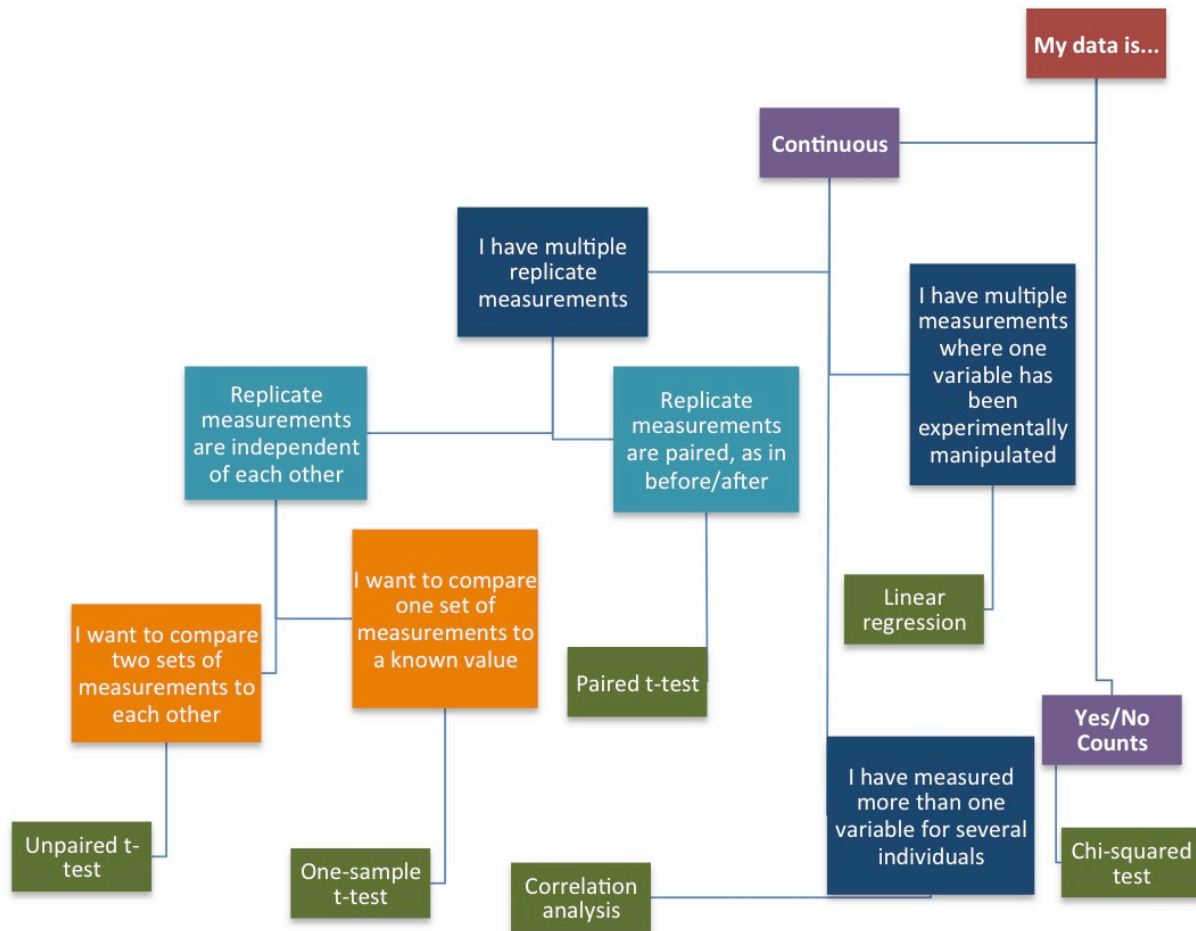 My data is...
Continuous
I have multiple
replicate
measurements
I have multiple
measurements
where one
variable has
been
experimentally
manipulated
Replicate
measurements
are independent
of each other
Replicate
measurements
are paired, as in
before/after
I want to compare
one set of
measurements to
a known value
I want to compare
two sets of
measurements to
each other
Linear
regression
Paired t-test
Yes/No
Counts
I have measured
more than one
variable for several
individuals
Unpaired t-
test
One-sample
t-test
Correlation
analysis
Chi-squared
test